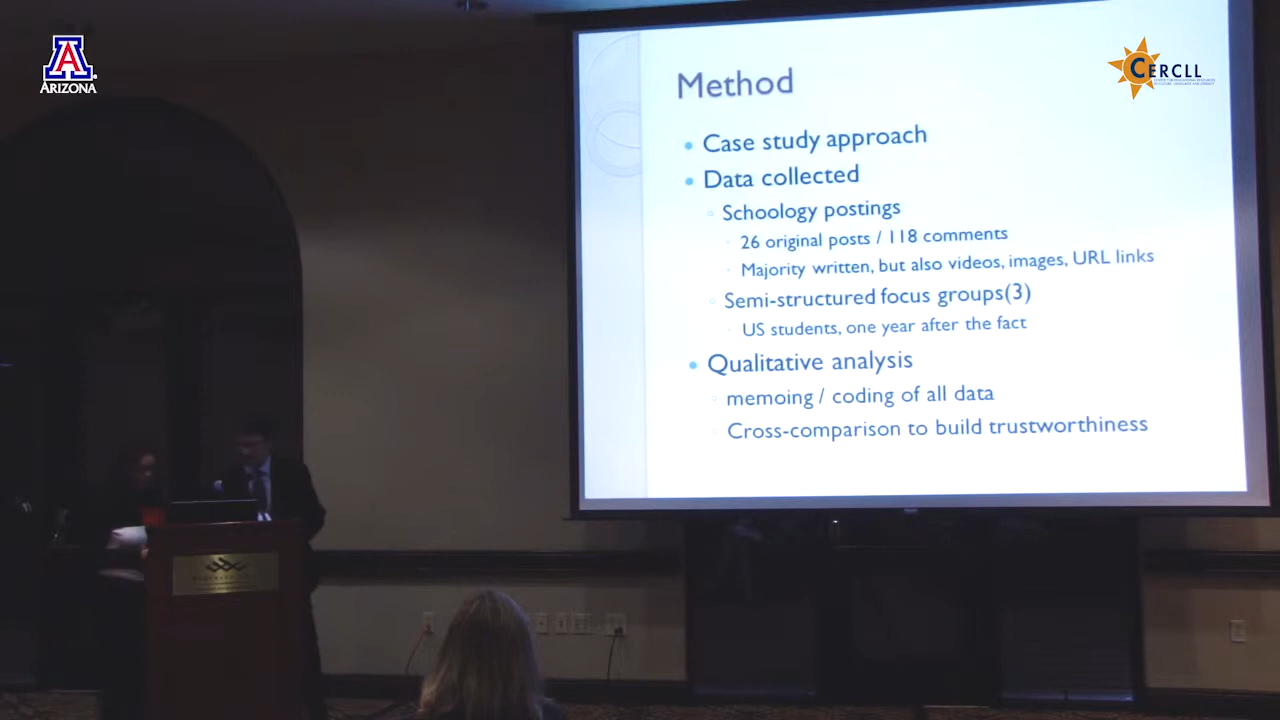 ARIZONA
CERCLL
Method
Case study approach
Data collected
Schoology postings
26 original posts / 118 comments
Majority written, but also videos, images, URL links
Semi-structured focus groups(3)
US students, one year after the fact
Qualitative analysis
memoing / coding of all data
Cross-comparison to build trustworthiness